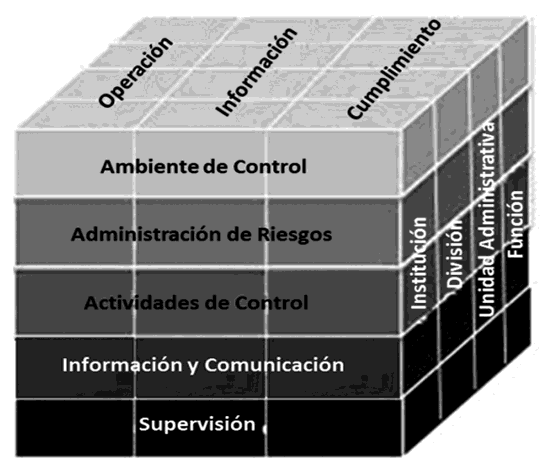 Operación
Información
Cumplimiento
Ambiente de Control
Administración de Riesgos
Actividades de Control
Información y Comunicación
Supervisión
Institución
División
Unidad Administrativa
Función